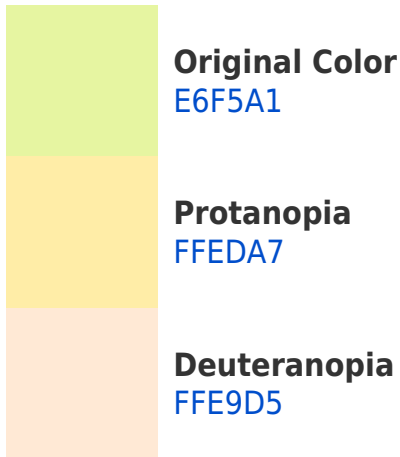 Original Color
E6F5A1
Protanopia
FFEDA7
Deuteranopia
FFE9D5